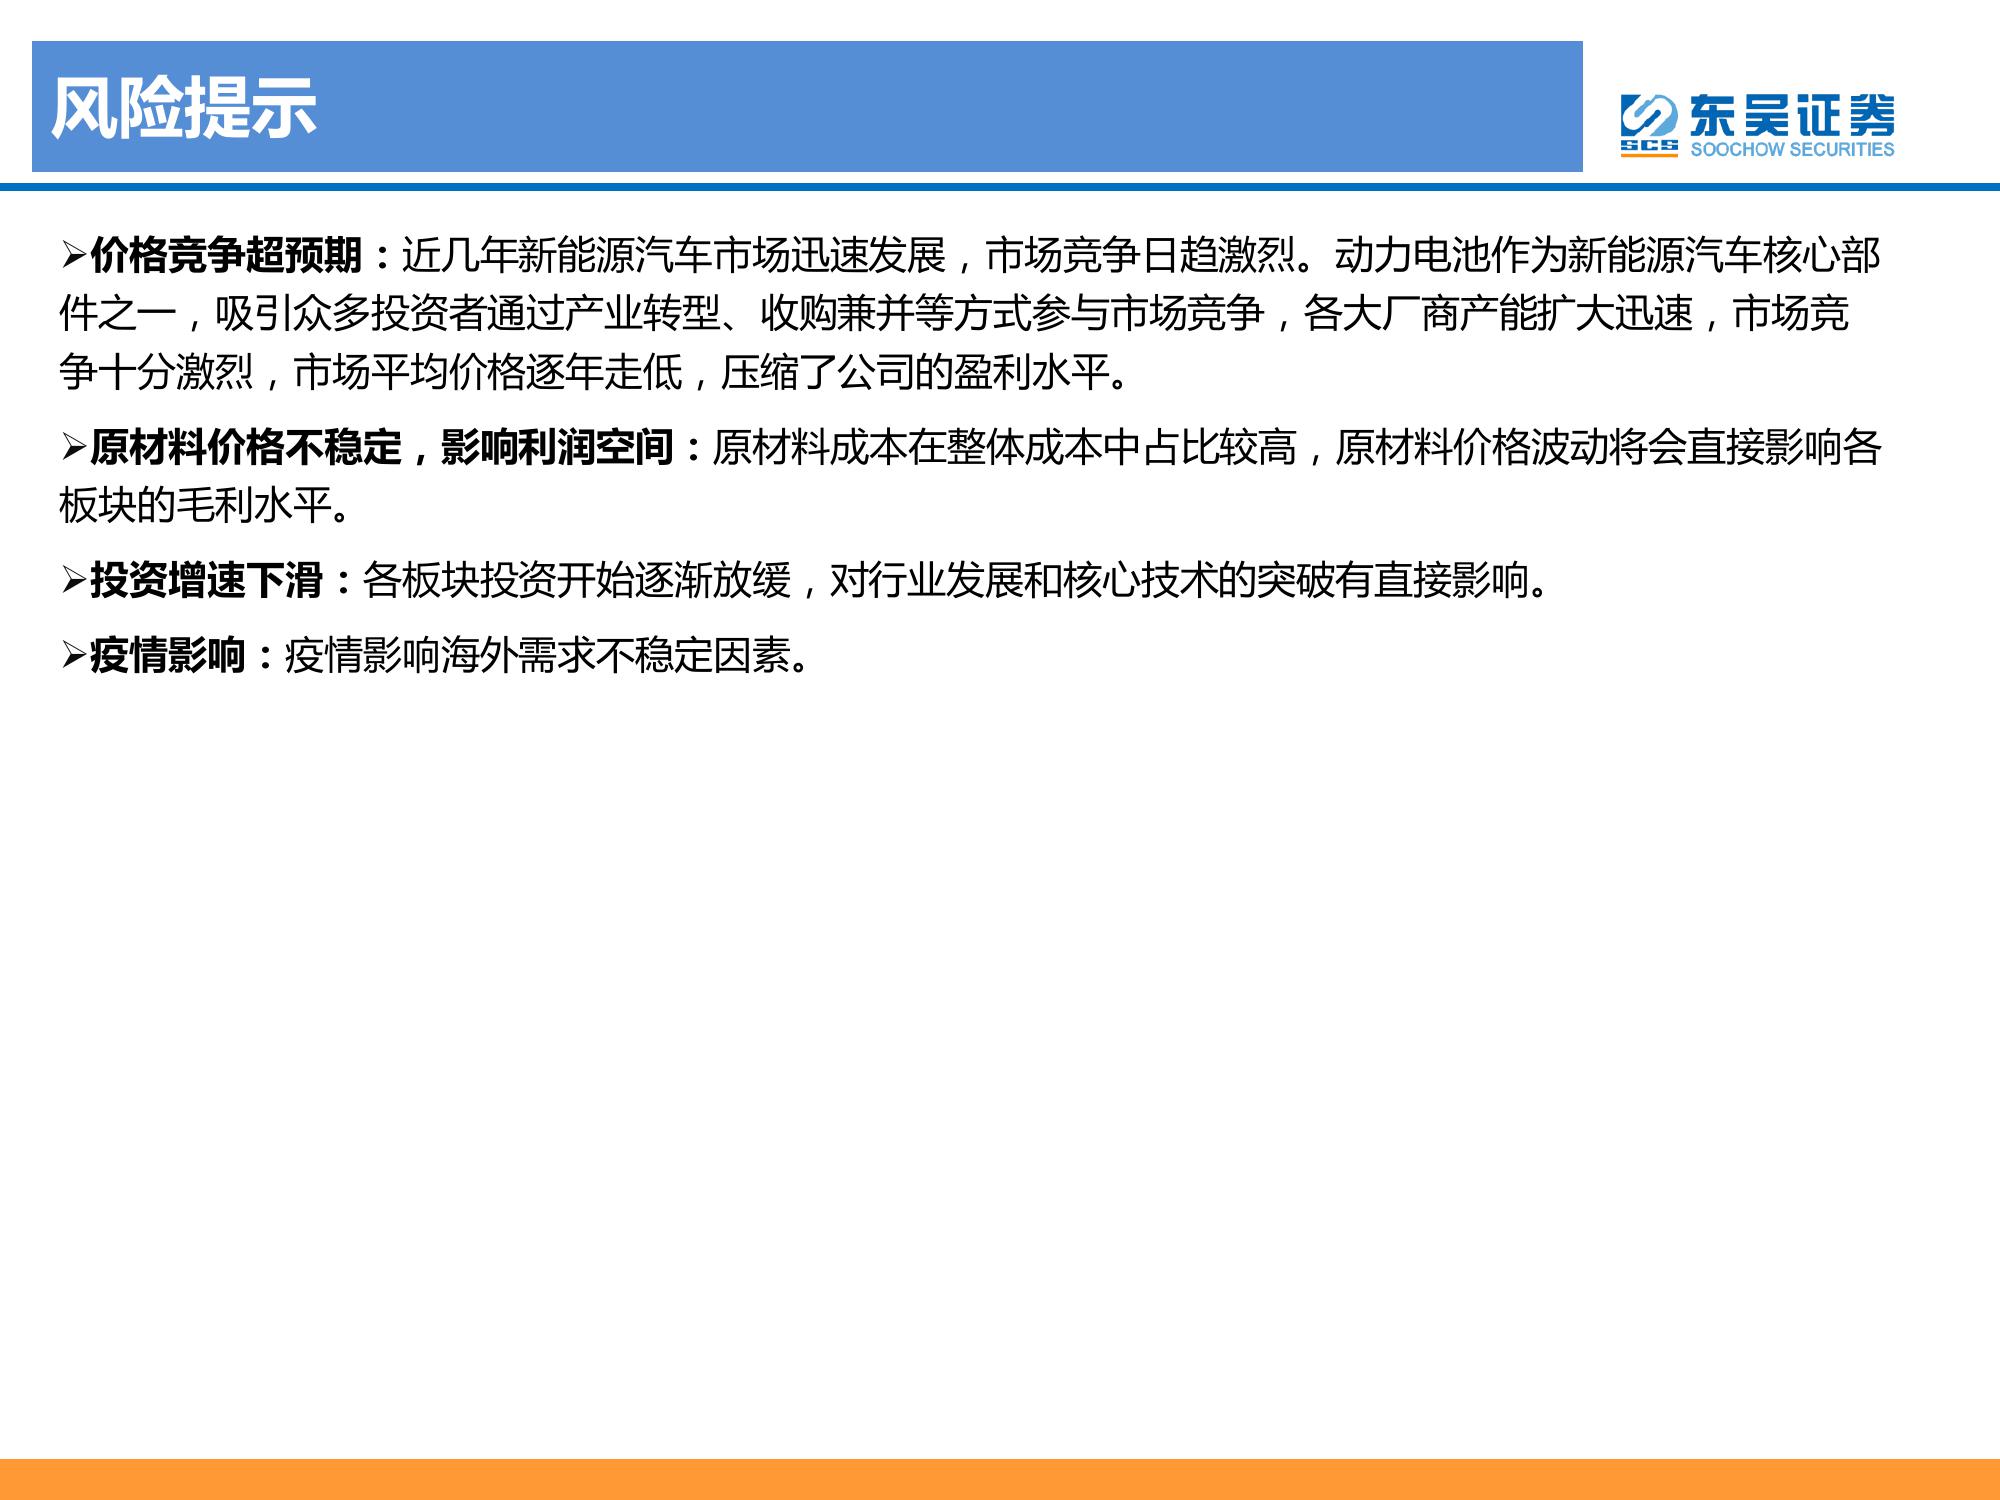 风险提示
东吴证券
SCS
SOOCHOW SECURITIES
➢价格竞争超预期：近几年新能源汽车市场迅速发展，市场竞争日趋激烈。动力电池作为新能源汽车核心部
件之一，吸引众多投资者通过产业转型、收购兼并等方式参与市场竞争，各大厂商产能扩大迅速，市场竞
争十分激烈，市场平均价格逐年走低，压缩了公司的盈利水平。
➢原材料价格不稳定，影响利润空间：原材料成本在整体成本中占比较高，原材料价格波动将会直接影响各
板块的毛利水平。
➢投资增速下滑：各板块投资开始逐渐放缓，对行业发展和核心技术的突破有直接影响。
➢疫情影响：疫情影响海外需求不稳定因素。